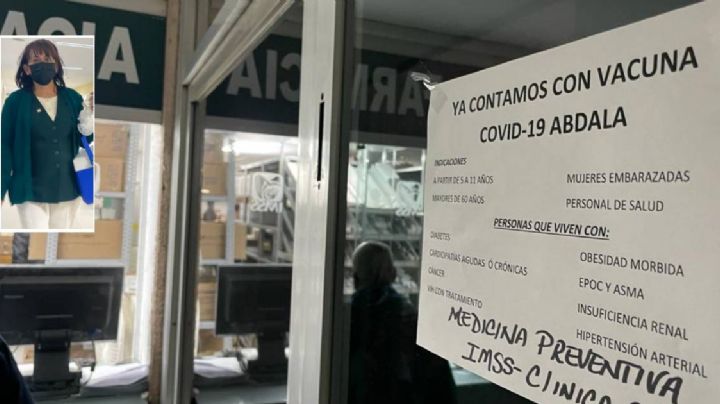 FARMACIA
YA CONTAMOS CON VACUNA
COVID-19 ABDALA
INDICACIONES
A PARTIR DE 5 A 11 AÑOS
MAYORES DE 60 AÑOS
MUJERES EMBARAZADAS
PERSONAL DE SALUD
PERSONAS QUE VIVEN CON:
DIABETES
CARDIOPATÍAS AGUDAS Ó CRÓNICAS
CÁNCER
VIH CON TRATAMIENTO
OBESIDAD MORBIDA
EPOC Y ASMA
INSUFICIENCIA RENAL
HIPERTENSIÓN ARTERIAL
MEDICINA PREVENTIVA
IMSS-CLINICA